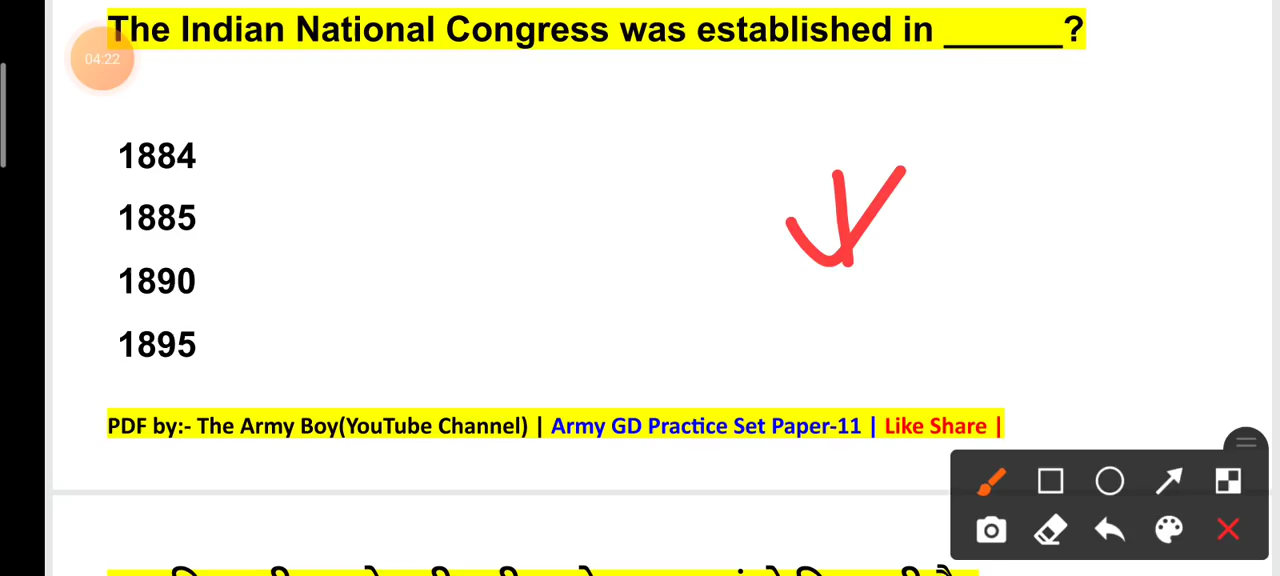 The Indian National Congress was established in ______?
04:22
1884
1885
1890
1895
PDF by:- The Army Boy(YouTube Channel) | Army GD Practice Set Paper-11 | Like Share |